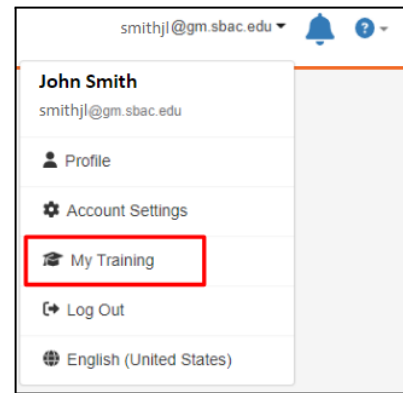 smithjl@gm.sbac.edu
John Smith
smithjl@gm.sbac.edu
Profile
Account Settings
My Training
Log Out
English (United States)